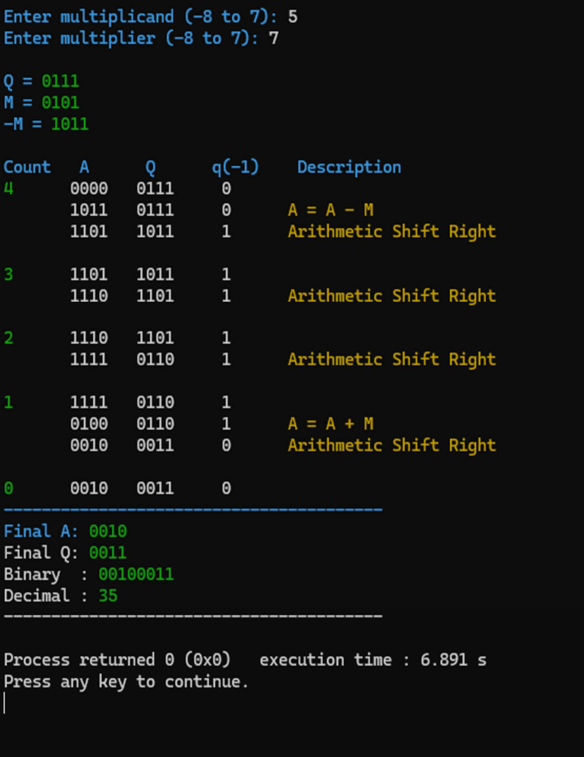 Enter multiplicand (-8 to 7): 5
Enter multiplier (-8 to 7): 7
Q = 0111
M = 0101
-M = 1011
Count A Q q(-1) Description
4 0000 0111 0
1011 0111 0 A = A - M
1101 1011 1 Arithmetic Shift Right
3 1101 1011 1
1110 1101 1 Arithmetic Shift Right
2 1110 1101 1
1111 0110 1 Arithmetic Shift Right
1 1111 0110 1
0100 0110 1 A = A + M
0010 0011 0 Arithmetic Shift Right
0 0010 0011 0
Final A: 0010
Final Q: 0011
Binary : 00100011
Decimal : 35
Process returned 0 (0x0) execution time : 6.891 s
Press any key to continue.